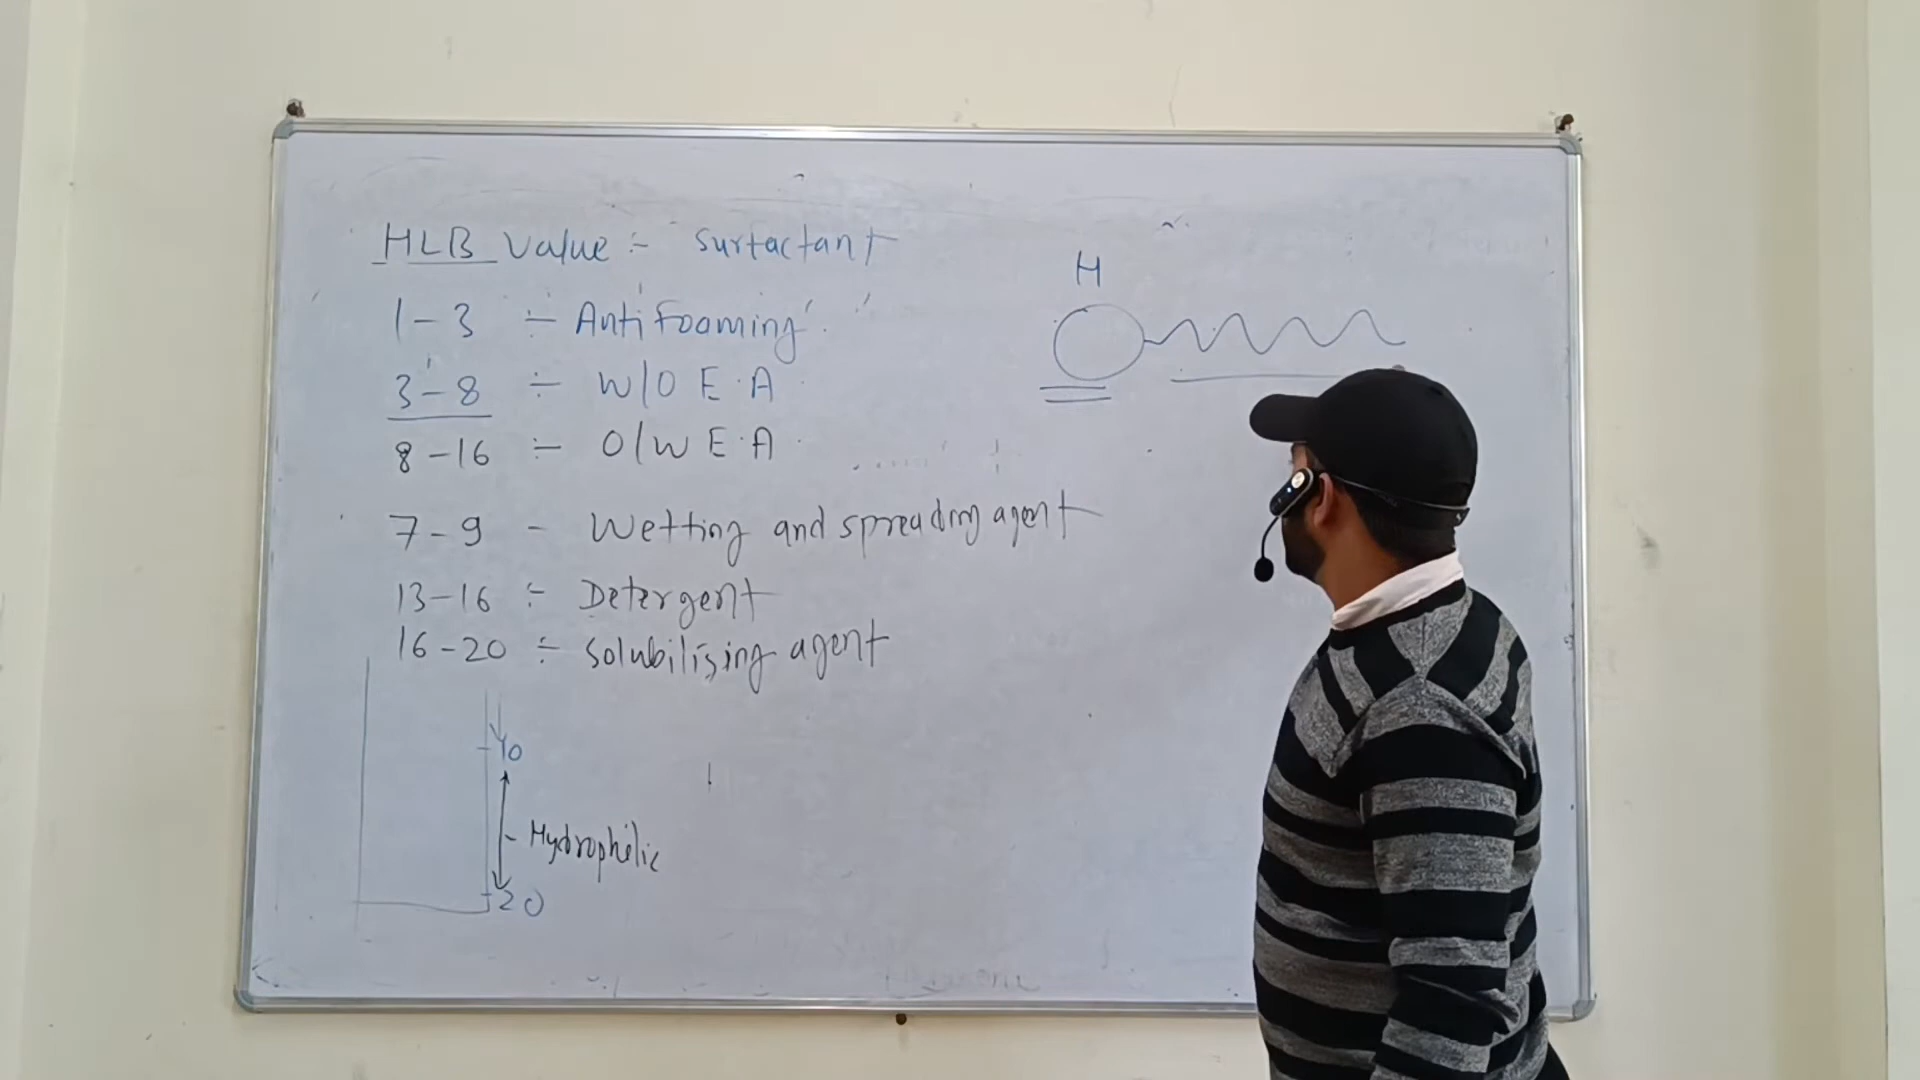 HLB Value :- Surfactant
1-3 :- Antifoaming
3-8 :- W/O E.A
8-16 :- O/W E.A
7-9 - Wetting and spreading agent
13-16 :- Detergent
16-20 :- Solubilising agent
10
Hydrophilic
20
H